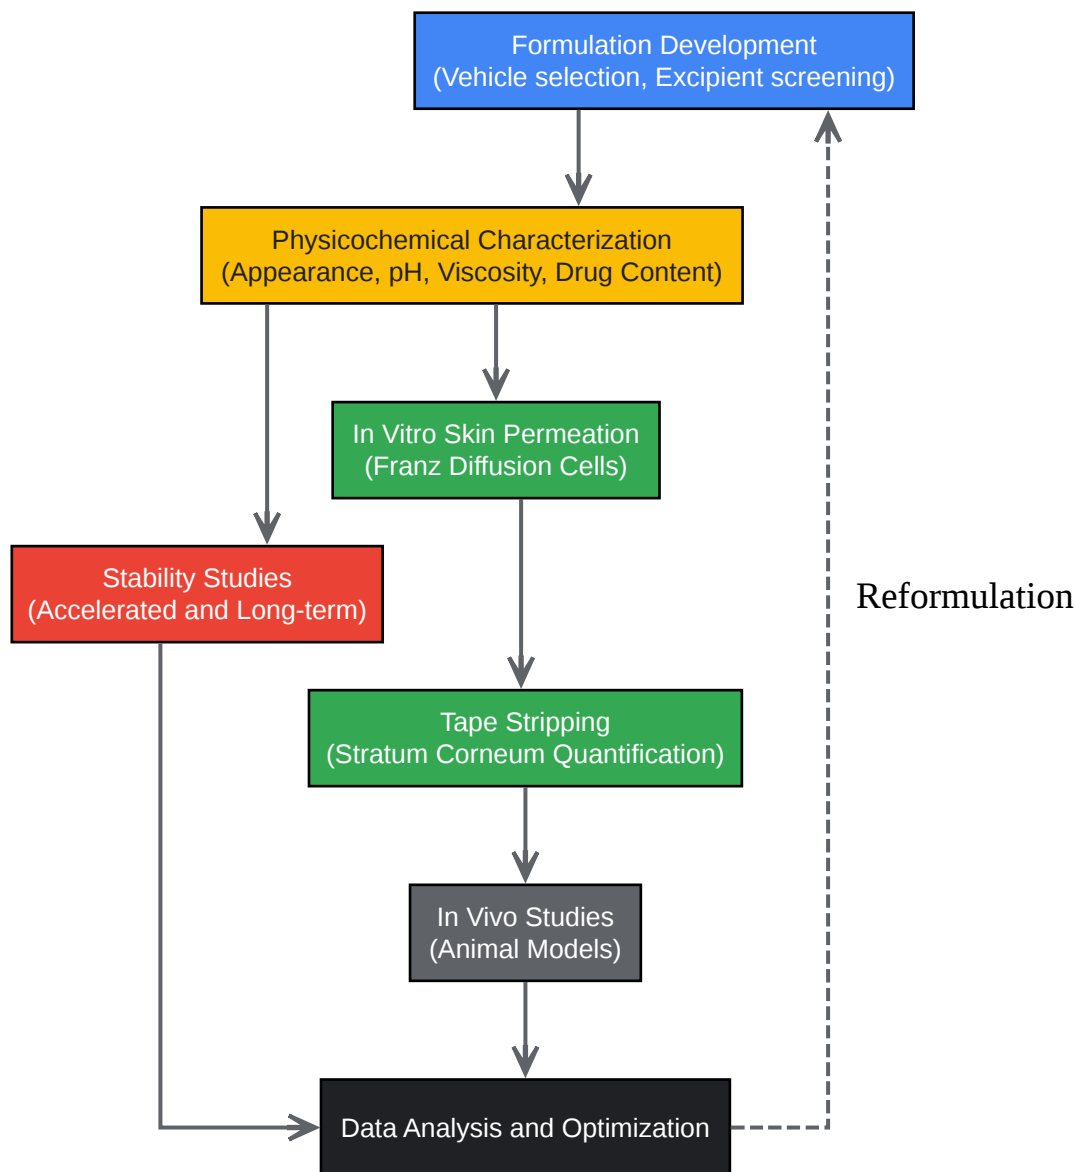 Formulation Development
(Vehicle selection, Excipient screening)
Physicochemical Characterization
(Appearance, pH, Viscosity, Drug Content)
In Vitro Skin Permeation
(Franz Diffusion Cells)
Stability Studies
(Accelerated and Long-term)
Reformulation
Tape Stripping
(Stratum Corneum Quantification)
In Vivo Studies
(Animal Models)
Data Analysis and Optimization